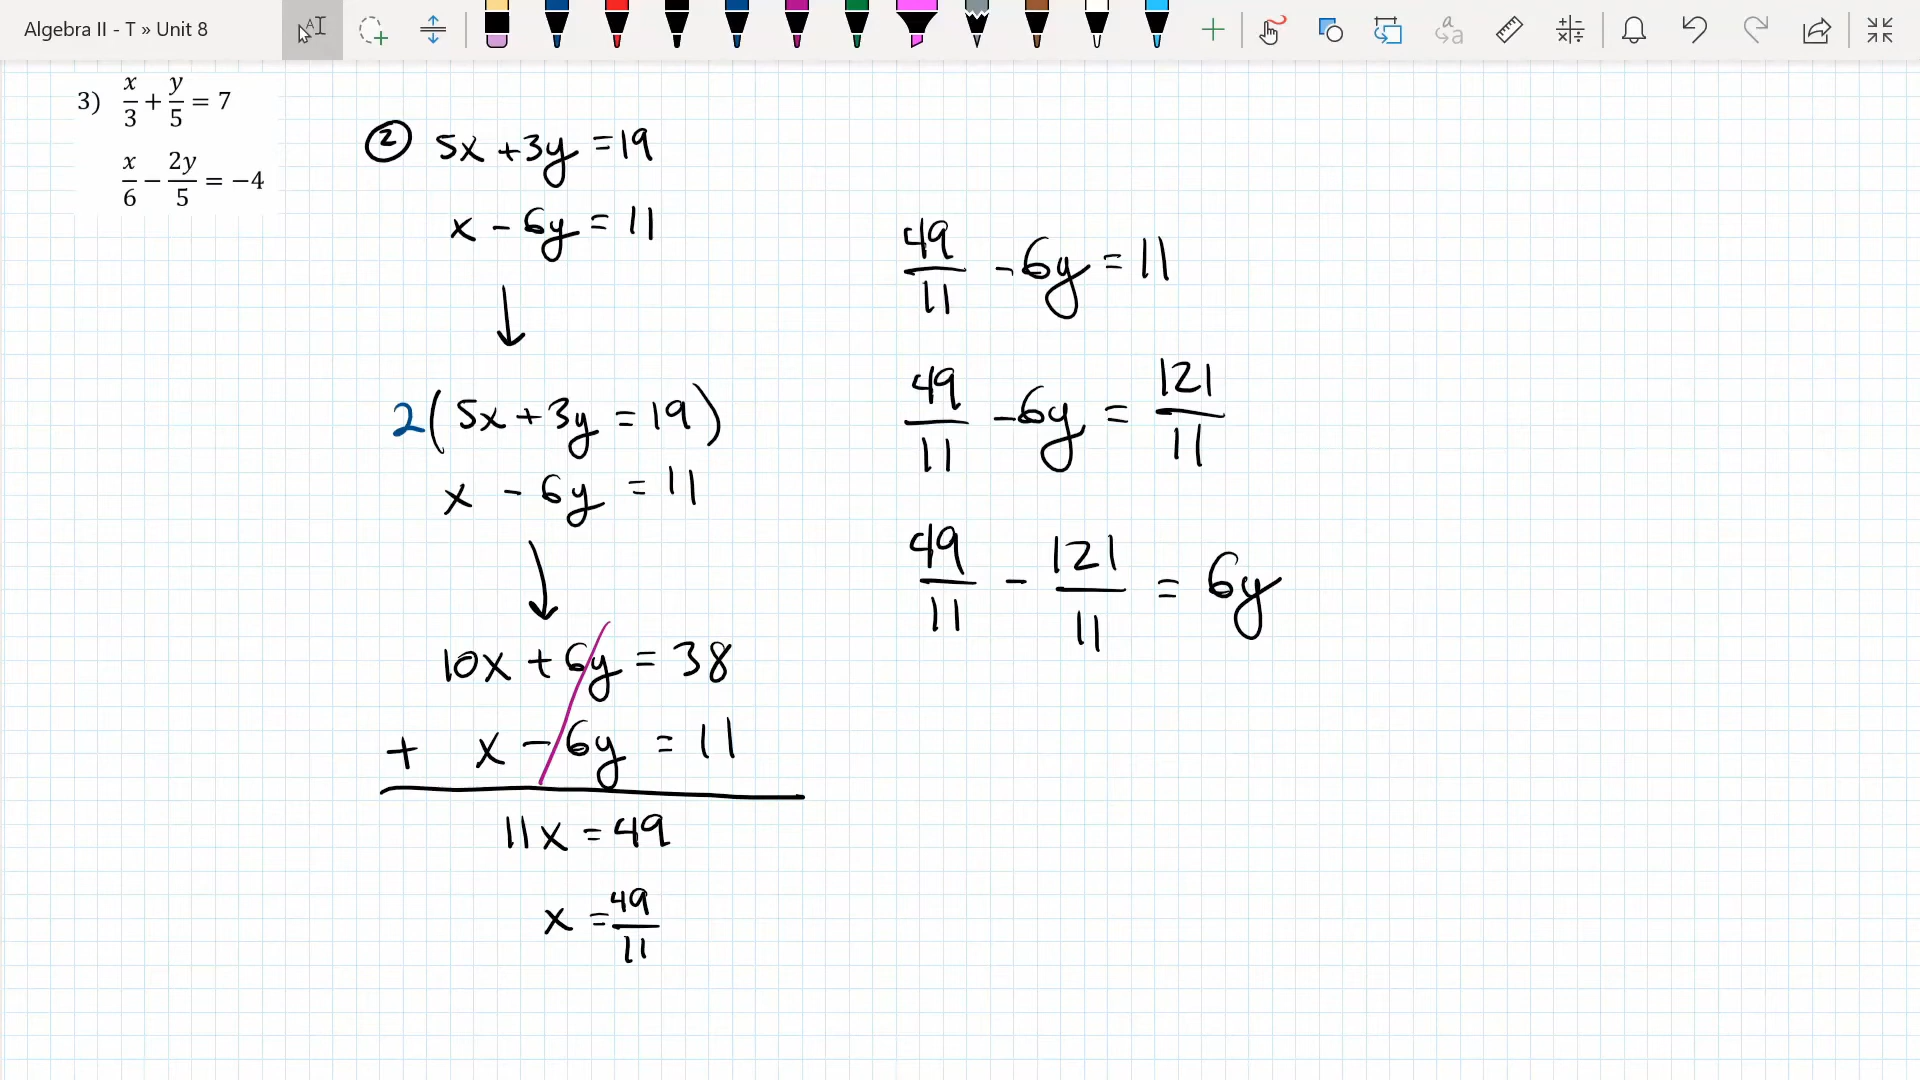 Algebra II - T » Unit 8
3) x/3 + y/5 = 7
x/6 − 2y/5 = −4
② 5x + 3y = 19
x − 6y = 11
↓
2(5x + 3y = 19)
x − 6y = 11
↓
10x + 6y = 38
+ x − 6y = 11
11x = 49
x = 49/11
49/11 − 6y = 11
49/11 − 6y = 121/11
49/11 − 121/11 = 6y